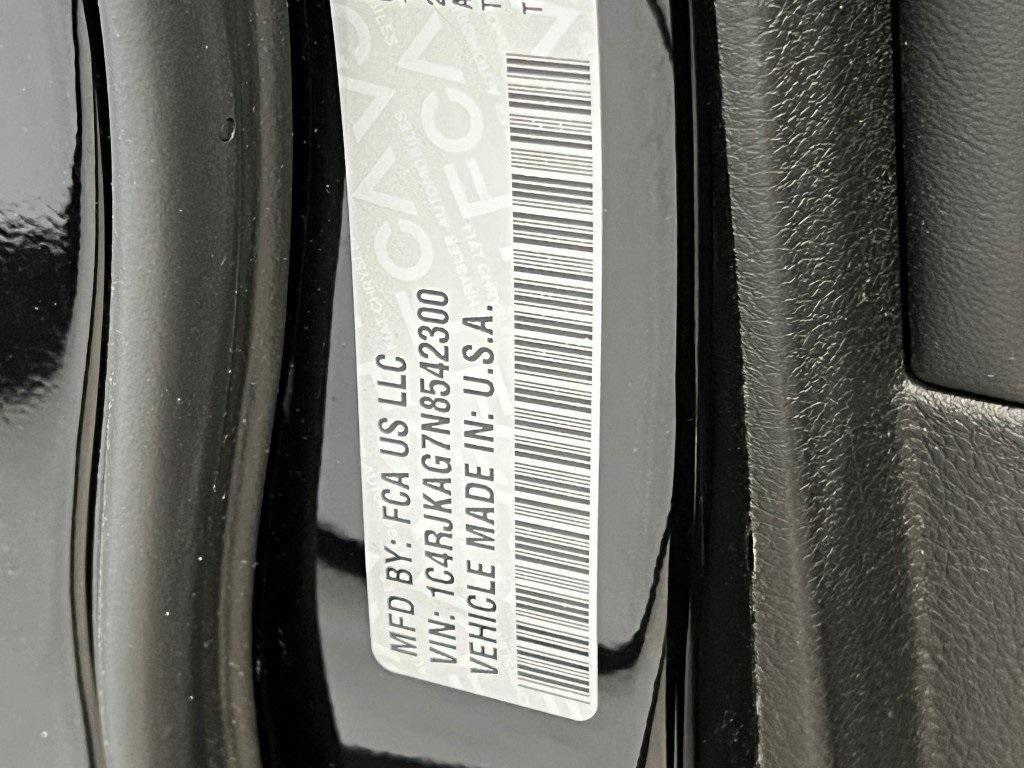 MFD BY: FCA US LLC
VIN: 1C4RJKAG7N8542300
VEHICLE MADE IN: U.S.A.